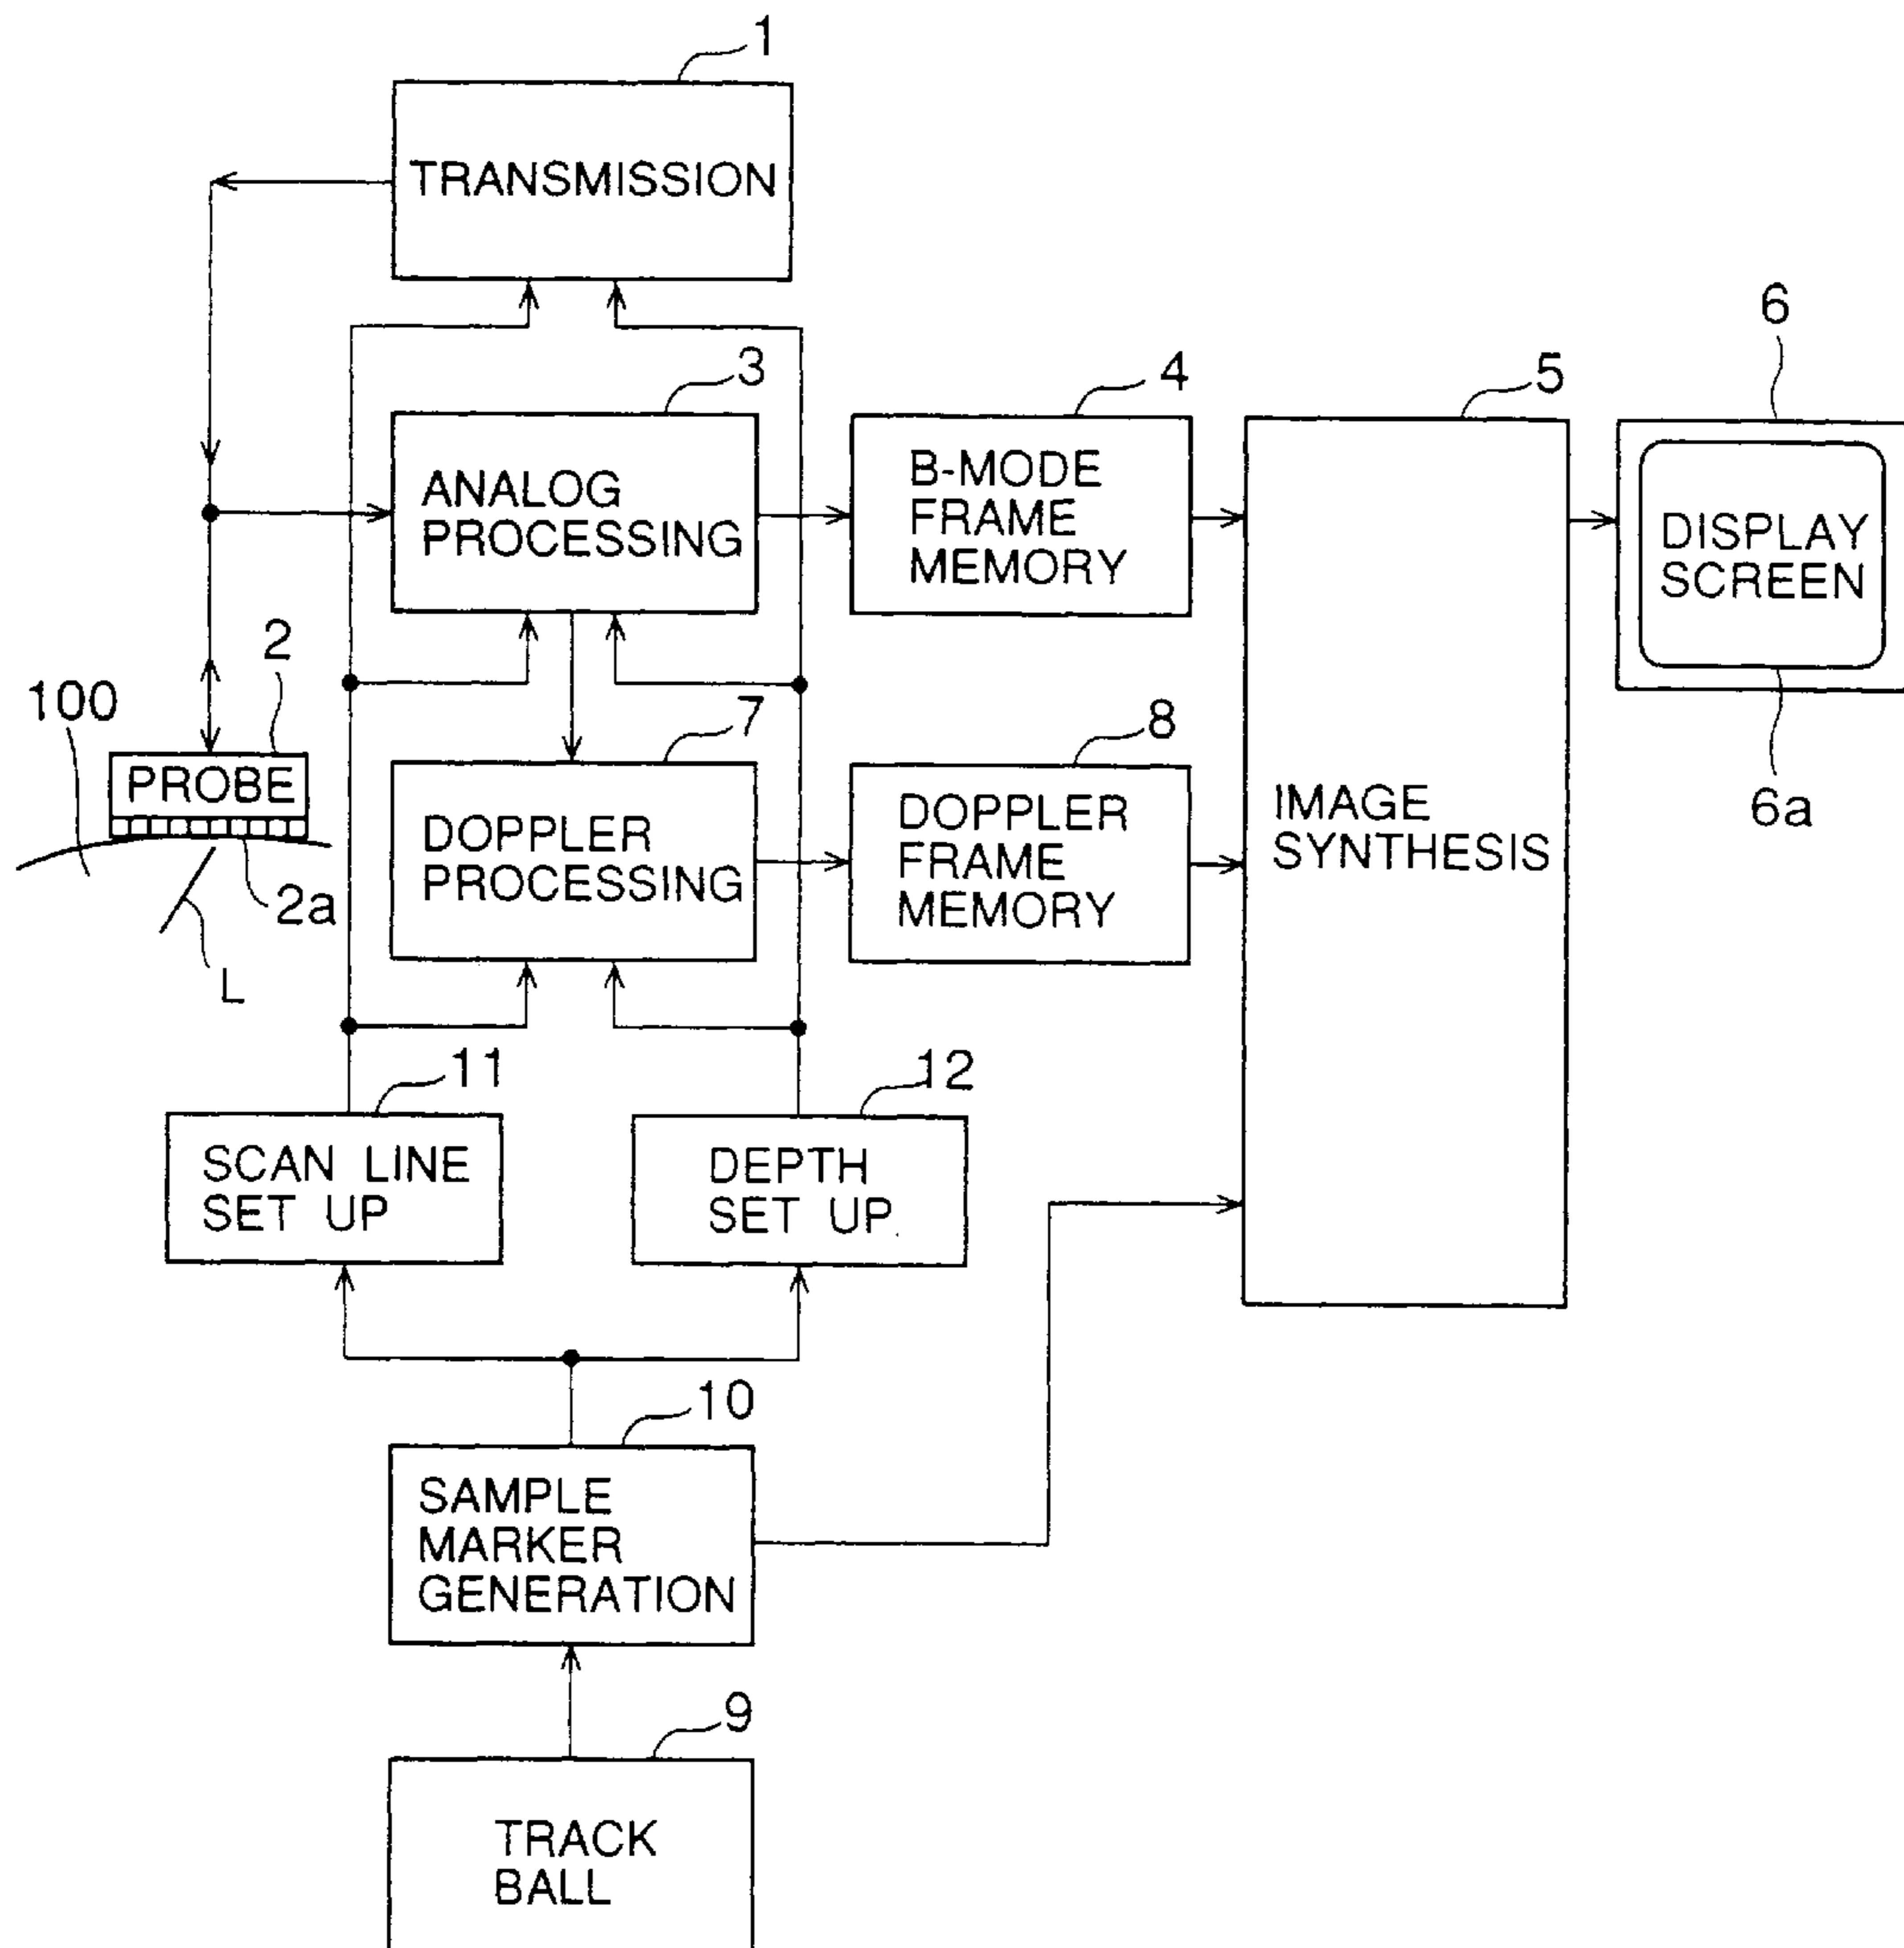 1
TRANSMISSION
3
ANALOG
PROCESSING
4
B-MODE
FRAME
MEMORY
5
IMAGE
SYNTHESIS
6
DISPLAY
SCREEN
6a
100
2
PROBE
2a
L
7
DOPPLER
PROCESSING
8
DOPPLER
FRAME
MEMORY
11
SCAN LINE
SET UP
12
DEPTH
SET UP
10
SAMPLE
MARKER
GENERATION
9
TRACK
BALL